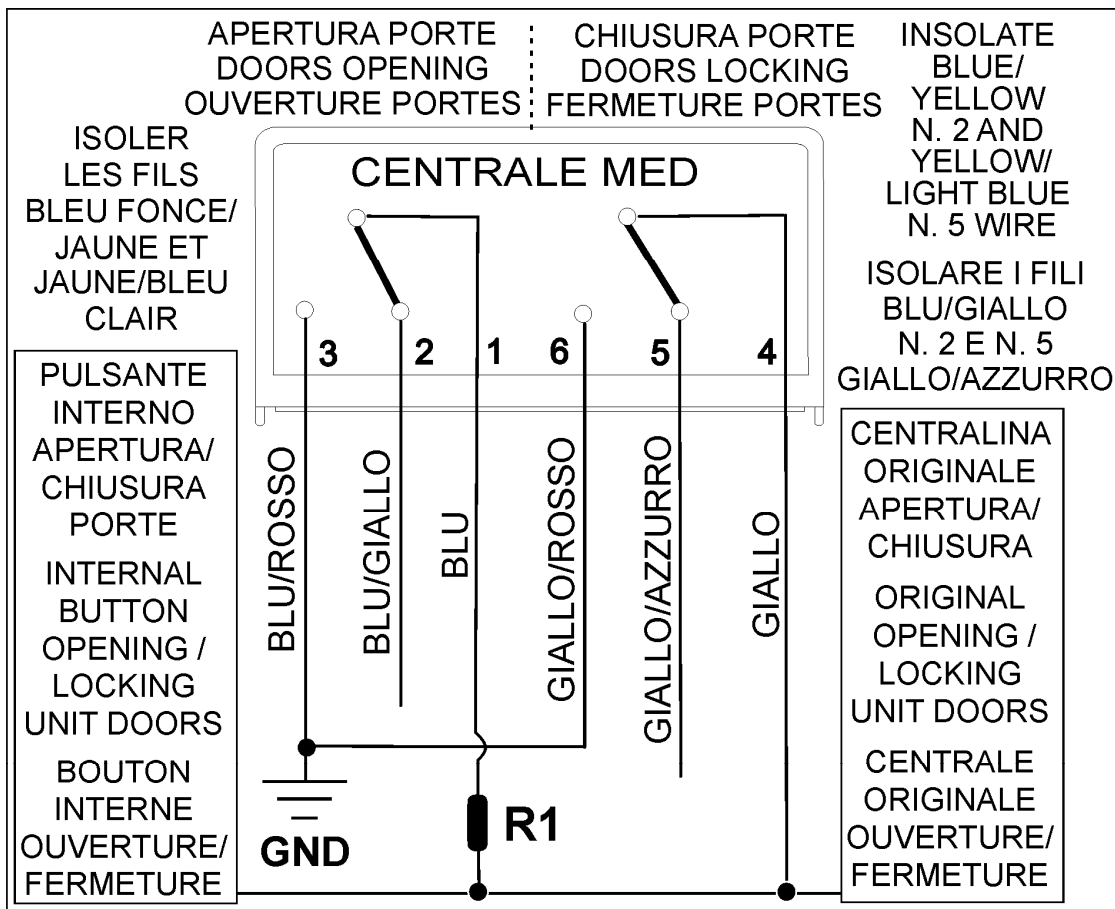 APERTURA PORTE
DOORS OPENING
OUVERTURE PORTES
CHIUSURA PORTE
DOORS LOCKING
FERMETURE PORTES
INSOLATE
BLUE/
YELLOW
N. 2 AND
YELLOW/
LIGHT BLUE
N. 5 WIRE
ISOLER
LES FILS
BLEU FONCE/
JAUNE ET
JAUNE/BLEU
CLAIR
CENTRALE MED
ISOLARE I FILI
BLU/GIALLO
N. 2 E N. 5
GIALLO/AZZURRO
3 2 1 6 5 4
PULSANTE
INTERNO
APERTURA/
CHIUSURA
PORTE
INTERNAL
BUTTON
OPENING /
LOCKING
UNIT DOORS
BOUTON
INTERNE
OUVERTURE/
FERMETURE
BLU/ROSSO
BLU/GIALLO
BLU
GIALLO/ROSSO
GIALLO/AZZURRO
GIALLO
GND
R1
CENTRALINA
ORIGINALE
APERTURA/
CHIUSURA
ORIGINAL
OPENING /
LOCKING
UNIT DOORS
CENTRALE
ORIGINALE
OUVERTURE/
FERMETURE